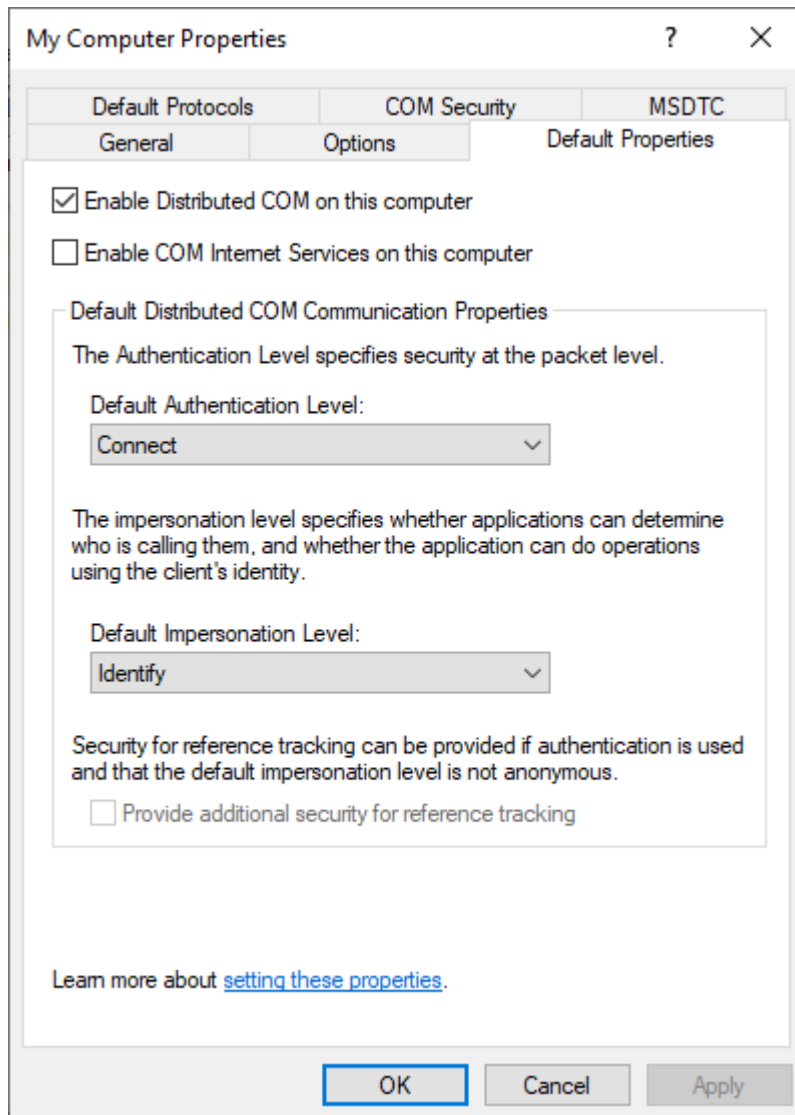 My Computer Properties
?
Default Protocols
COM Security
MSDTC
General
Options
Default Properties
Enable Distributed COM on this computer
Enable COM Internet Services on this computer
Default Distributed COM Communication Properties
The Authentication Level specifies security at the packet level.
Default Authentication Level:
Connect
The impersonation level specifies whether applications can determine
who is calling them, and whether the application can do operations
using the client's identity.
Default Impersonation Level:
Identify
Security for reference tracking can be provided if authentication is used
and that the default impersonation level is not anonymous.
Provide additional security for reference tracking
Learn more about setting these properties.
OK
Cancel
Apply